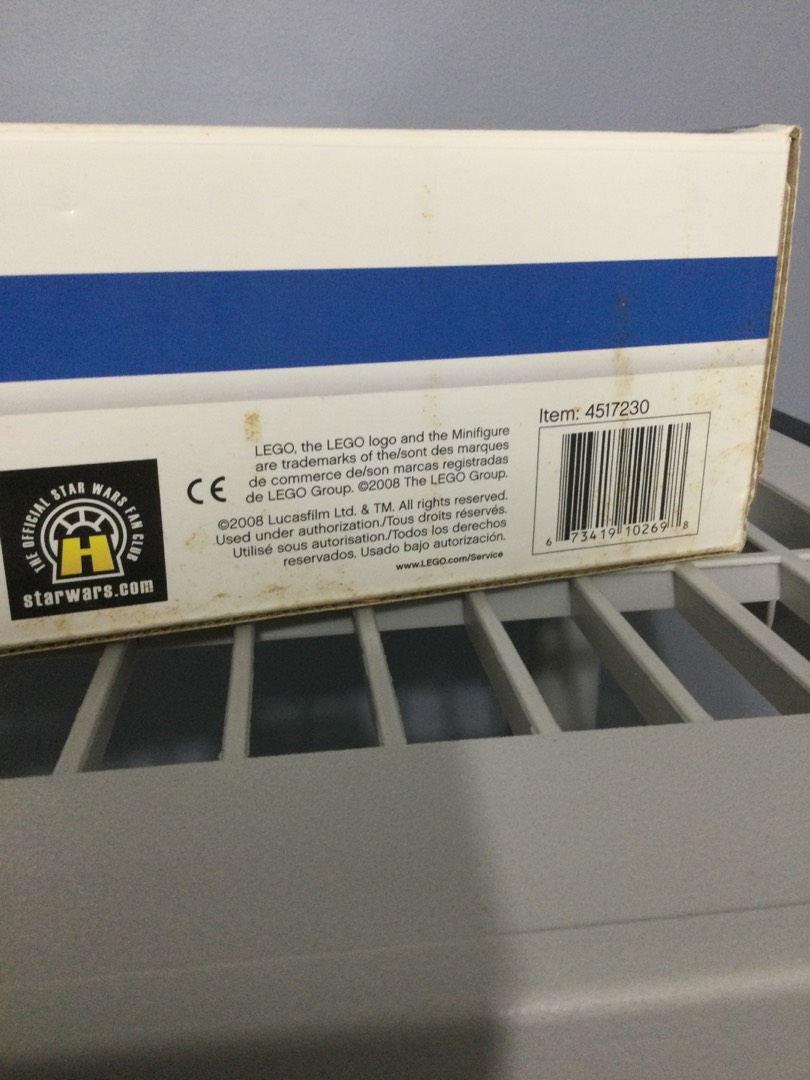 THE OFFICIAL STAR WARS FAN CLUB
H
starwars.com
CE
LEGO, the LEGO logo and the Minifigure
are trademarks of the/sont des marques
de commerce de/son marcas registradas
de LEGO Group. ©2008 The LEGO Group.
©2008 Lucasfilm Ltd. & TM. All rights reserved.
Used under authorization./Tous droits réservés.
Utilisé sous autorisation./Todos los derechos
reservados. Usado bajo autorización.
www.LEGO.com/Service
Item: 4517230
6 73419 10269 8